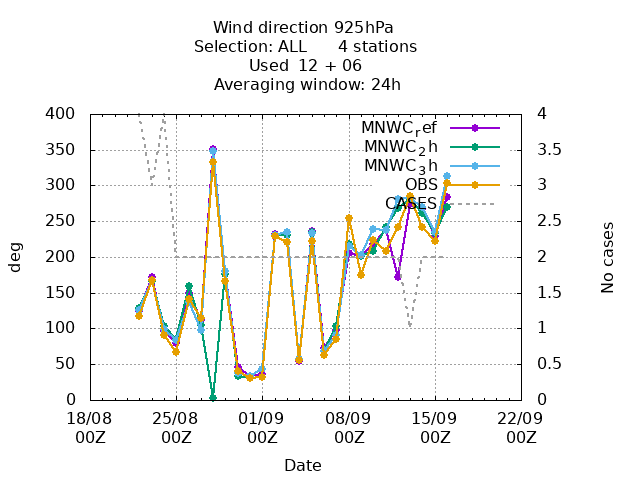 Wind direction 925hPa
Selection: ALL      4 stations
Used  12 + 06
Averaging window: 24h
400
350
300
250
200
150
100
50
0
4
3.5
3
2.5
2
1.5
1
0.5
0
deg
No cases
MNWC_ref
MNWC_2h
MNWC_3h
OBS
CASES
18/08 25/08 01/09 08/09 15/09 22/09
00Z 00Z 00Z 00Z 00Z 00Z
Date